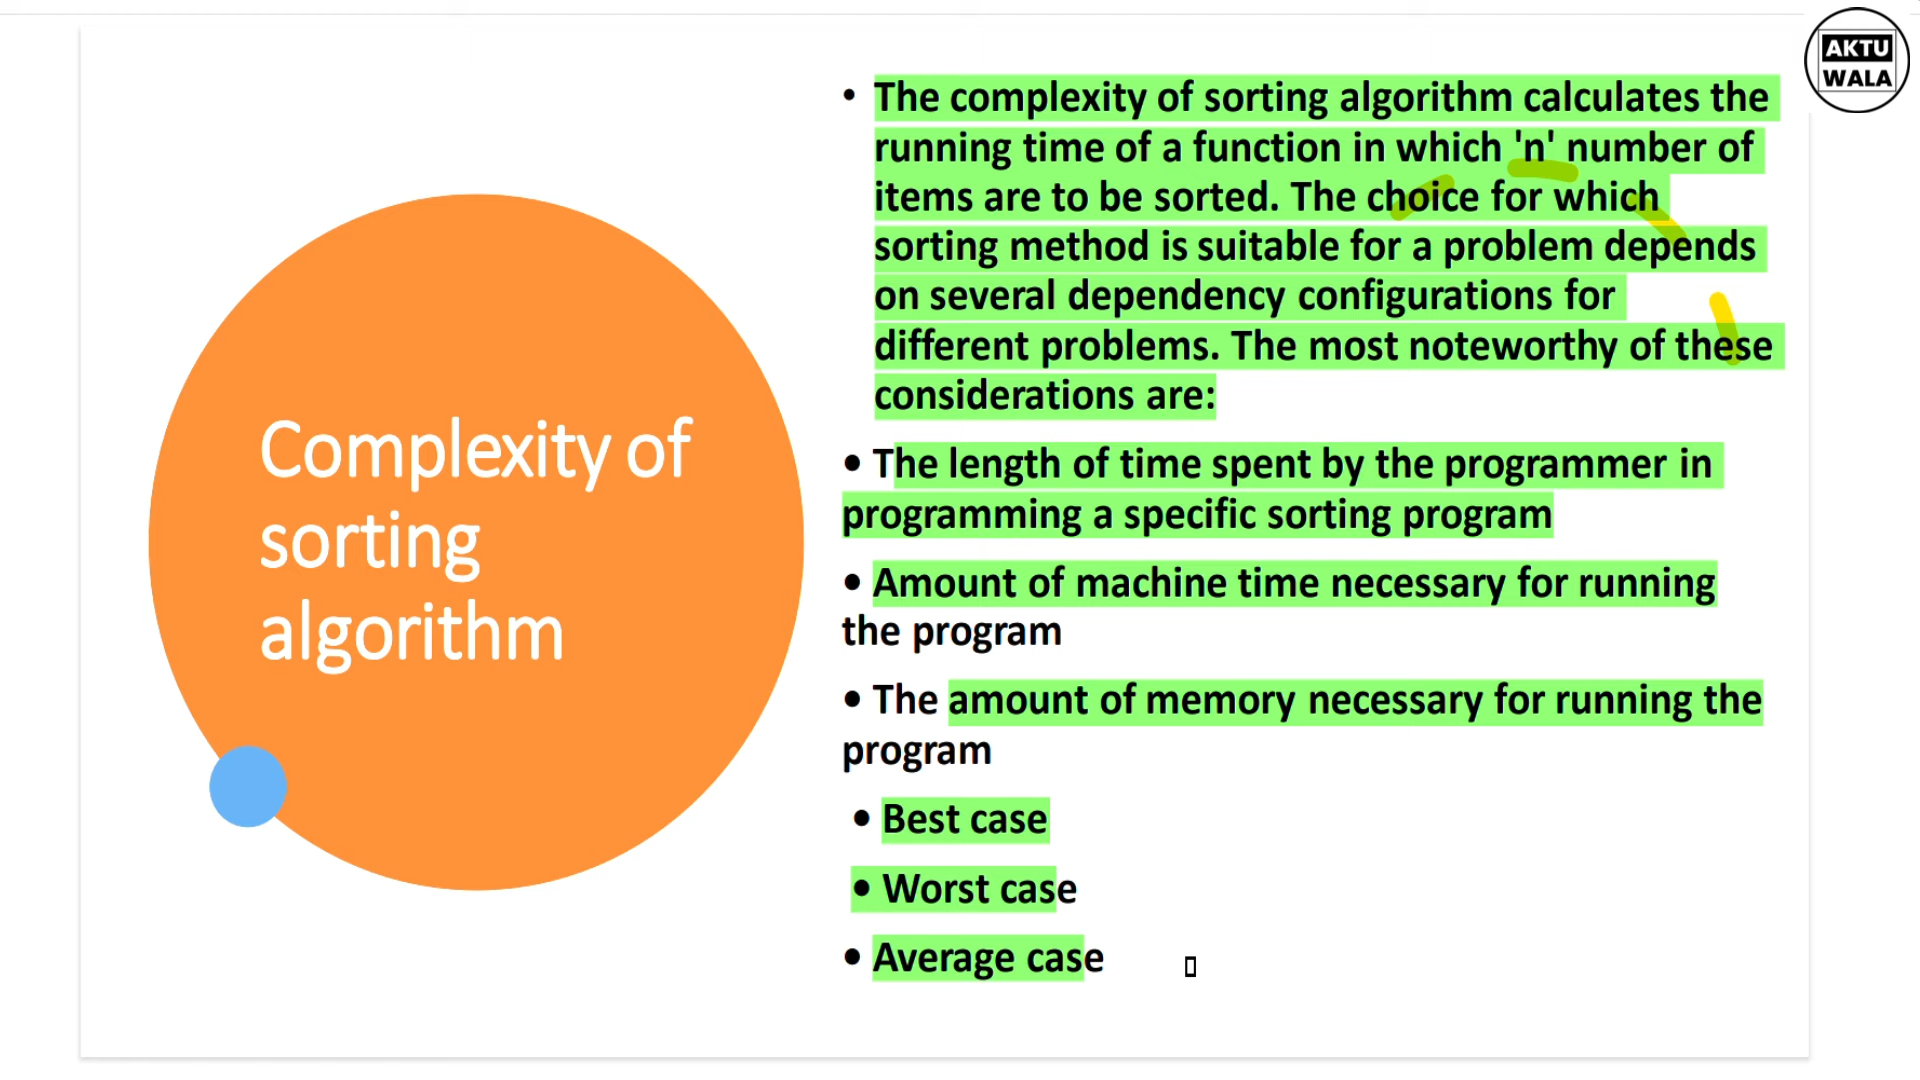 AKTU
WALA
Complexity of
sorting
algorithm
• The complexity of sorting algorithm calculates the
running time of a function in which 'n' number of
items are to be sorted. The choice for which
sorting method is suitable for a problem depends
on several dependency configurations for
different problems. The most noteworthy of these
considerations are:
• The length of time spent by the programmer in
programming a specific sorting program
• Amount of machine time necessary for running
the program
• The amount of memory necessary for running the
program
• Best case
• Worst case
• Average case